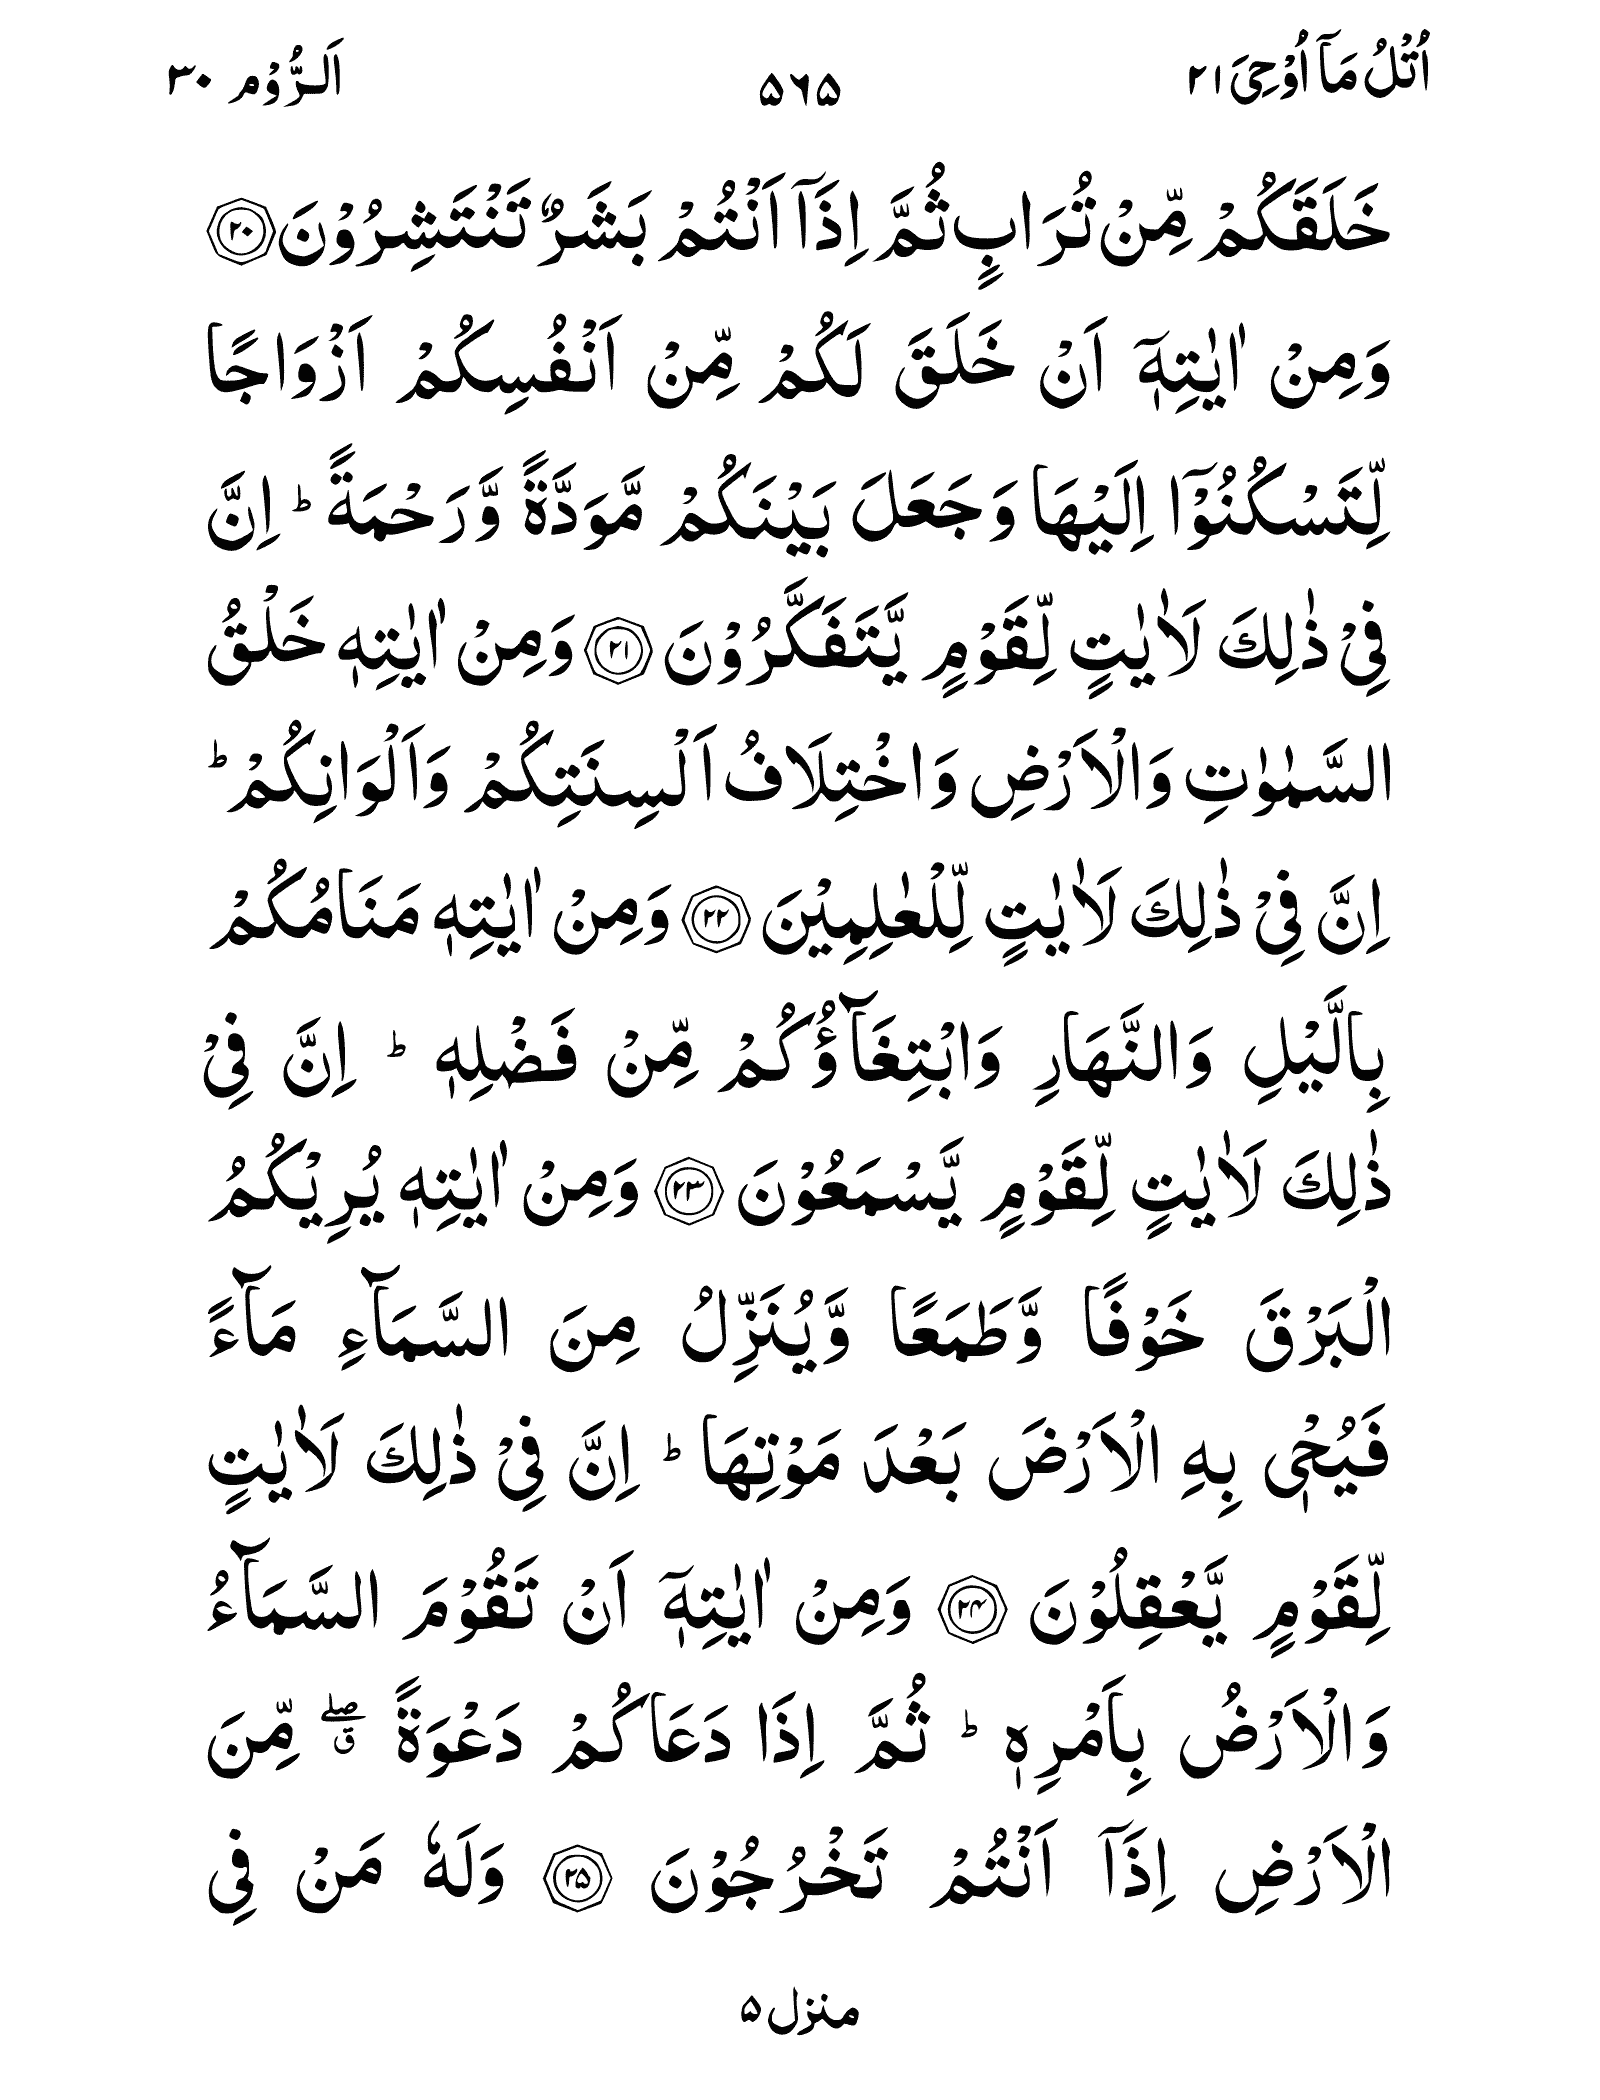 اُتْلُ مَاۤ اُوْحِیَ ۲۱ ۵۶۵ اَلرُّوْم ۳۰
خَلَقَكُمْ مِّنْ تُرَابٍ ثُمَّ اِذَاۤ اَنْتُمْ بَشَرٌ تَنْتَشِرُوْنَ ۝۲۰
وَمِنْ اٰیٰتِهٖۤ اَنْ خَلَقَ لَكُمْ مِّنْ اَنْفُسِكُمْ اَزْوَاجًا
لِّتَسْكُنُوْۤا اِلَیْهَا وَجَعَلَ بَیْنَكُمْ مَّوَدَّةً وَّرَحْمَةً ؕ اِنَّ
فِیْ ذٰلِكَ لَاٰیٰتٍ لِّقَوْمٍ یَّتَفَكَّرُوْنَ ۝۲۱ وَمِنْ اٰیٰتِهٖ خَلْقُ
السَّمٰوٰتِ وَالْاَرْضِ وَاخْتِلَافُ اَلْسِنَتِكُمْ وَاَلْوَانِكُمْ ؕ
اِنَّ فِیْ ذٰلِكَ لَاٰیٰتٍ لِّلْعٰلِمِیْنَ ۝۲۲ وَمِنْ اٰیٰتِهٖ مَنَامُكُمْ
بِالَّیْلِ وَالنَّهَارِ وَابْتِغَآؤُكُمْ مِّنْ فَضْلِهٖ ؕ اِنَّ فِیْ
ذٰلِكَ لَاٰیٰتٍ لِّقَوْمٍ یَّسْمَعُوْنَ ۝۲۳ وَمِنْ اٰیٰتِهٖ یُرِیْكُمُ
الْبَرْقَ خَوْفًا وَّطَمَعًا وَّیُنَزِّلُ مِنَ السَّمَآءِ مَآءً
فَیُحْیٖ بِهِ الْاَرْضَ بَعْدَ مَوْتِهَا ؕ اِنَّ فِیْ ذٰلِكَ لَاٰیٰتٍ
لِّقَوْمٍ یَّعْقِلُوْنَ ۝۲۴ وَمِنْ اٰیٰتِهٖۤ اَنْ تَقُوْمَ السَّمَآءُ
وَالْاَرْضُ بِاَمْرِهٖ ؕ ثُمَّ اِذَا دَعَاكُمْ دَعْوَةً ۖۗ مِّنَ
الْاَرْضِ اِذَاۤ اَنْتُمْ تَخْرُجُوْنَ ۝۲۵ وَلَهٗ مَنْ فِی
منزل ۵